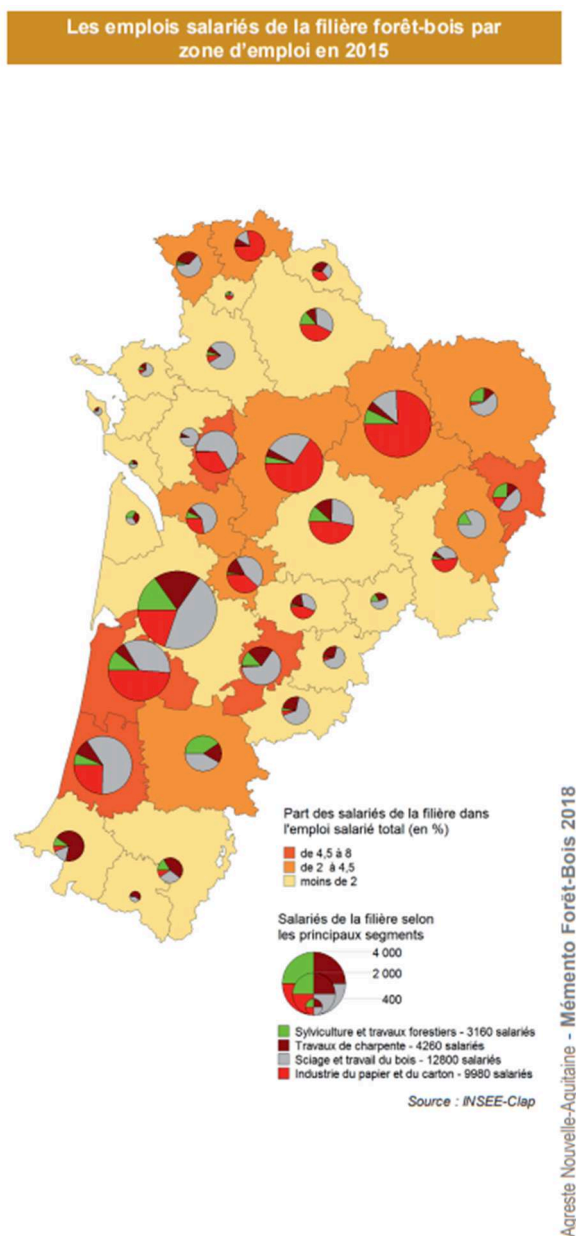 Les emplois salariés de la filière forêt-bois par
zone d'emploi en 2015
Part des salariés de la filière dans
l'emploi salarié total (en %)
de 4,5 à 8
de 2 à 4,5
moins de 2
Salariés de la filière selon
les principaux segments
4 000
2 000
400
Sylviculture et travaux forestiers - 3160 salariés
Travaux de charpente - 4260 salariés
Sciage et travail du bois - 12800 salariés
Industrie du papier et du carton - 9980 salariés
Source : INSEE-Clap
Agreste Nouvelle-Aquitaine - Mémento Forêt-Bois 2018